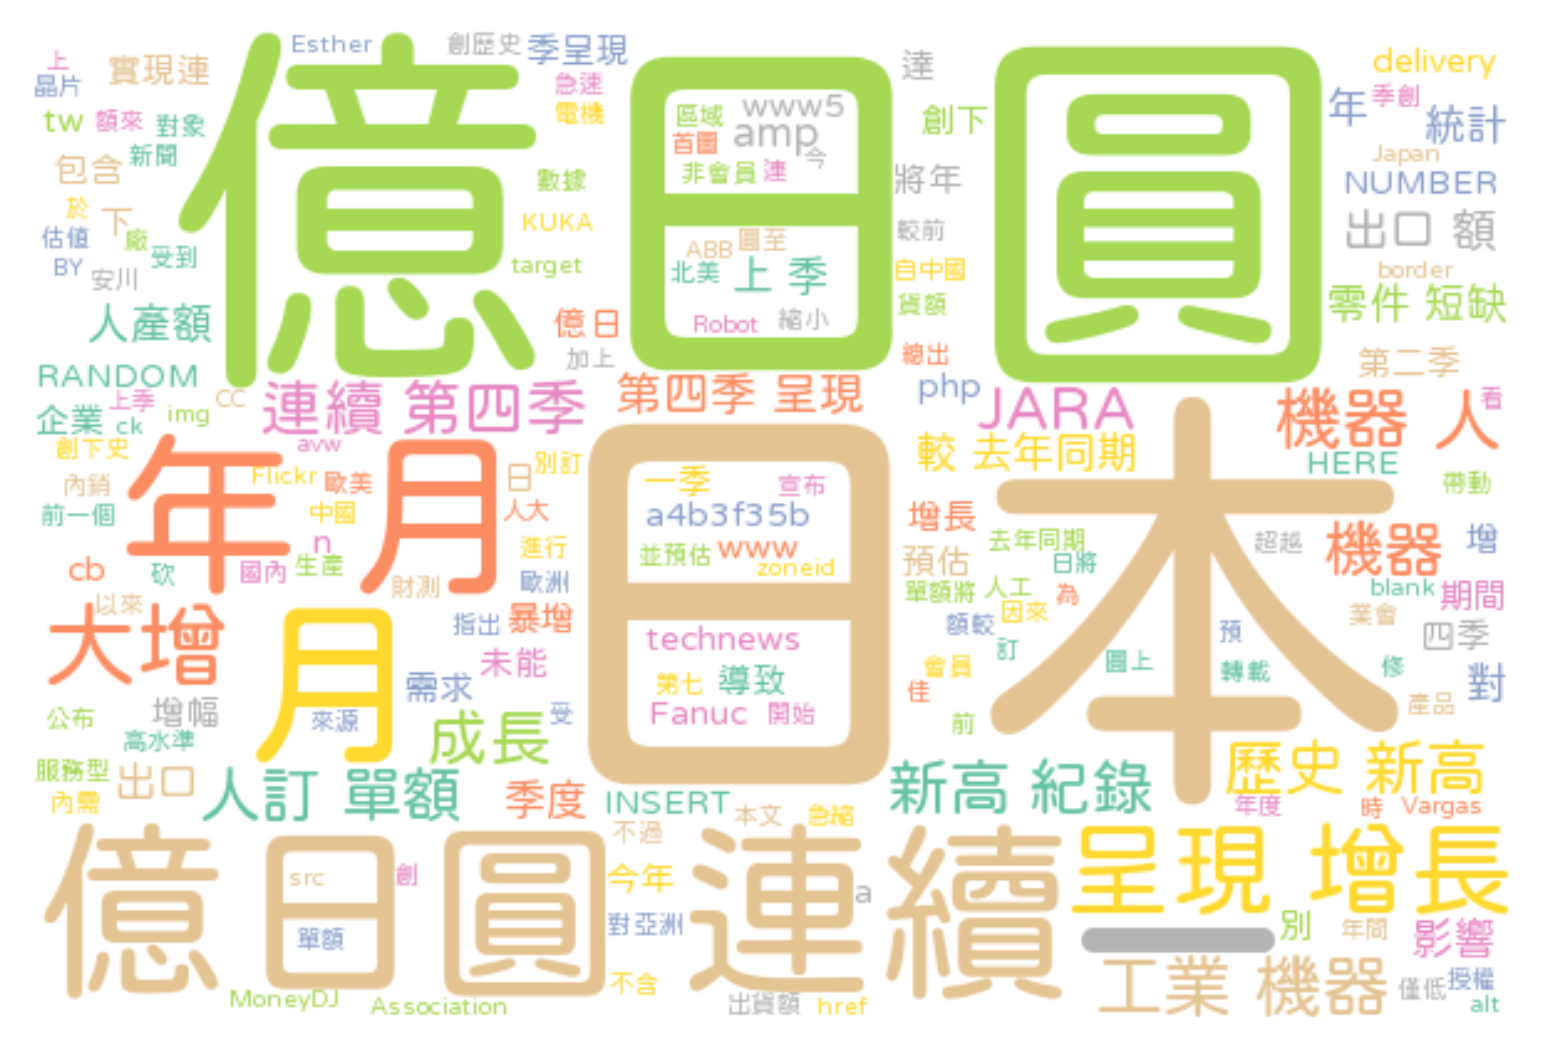 億 日 圓
上
晶片
實現連
Esther
創歷史
季呈現
急速
電機
tw
額來
對象
新聞
包含
區域
www5
首圖
amp
今
非會員
連
達
創下
將年
delivery
年
季創
統計
Japan
NUMBER
於
下
廠
估值
受到
BY
安川
數據
KUKA
target
ABB
圓至
北美
上 季
Robot
縮小
較前
自中國
貨額
出口 額
border
零件 短缺
人產額
億日
加上
總出
第二季
RANDOM
上季
CC
企業
ck
img
連續 第四季
第四季 呈現
php
JARA
機器 人
看
創下史
avw
較 去年同期
HERE
年 月
日 本
內銷
Flickr
歐美
日
別訂
前一個
中國
人大
n
進行
cb
砍
國內
生產
財測
歐洲
一季
宣布
a4b3f35b
並預估
www
zoneid
增長
去年同期
預估
日將
單額將
人工
為
帶動
超越
機器
增
blank
期間
以來
大增
月
指出
暴增
technews
額較
因來
訂
預
業會
四季
未能
需求
第七
導致
會員
圓上
轉載
修
對
公布
增幅
來源
成長
受
Fanuc
開始
佳
前
產品
高水準
服務型
出口
內需
人訂 單額
季度
INSERT
本文
急縮
新高 紀錄
歷史 新高
年度
時
Vargas
億 日 圓 連 續
不過
呈現 增長
src
創
今年
a
單額
對亞洲
一
別
年間
影響
不含
工業 機器
僅低
授權
MoneyDJ
Association
出貨額
href
alt